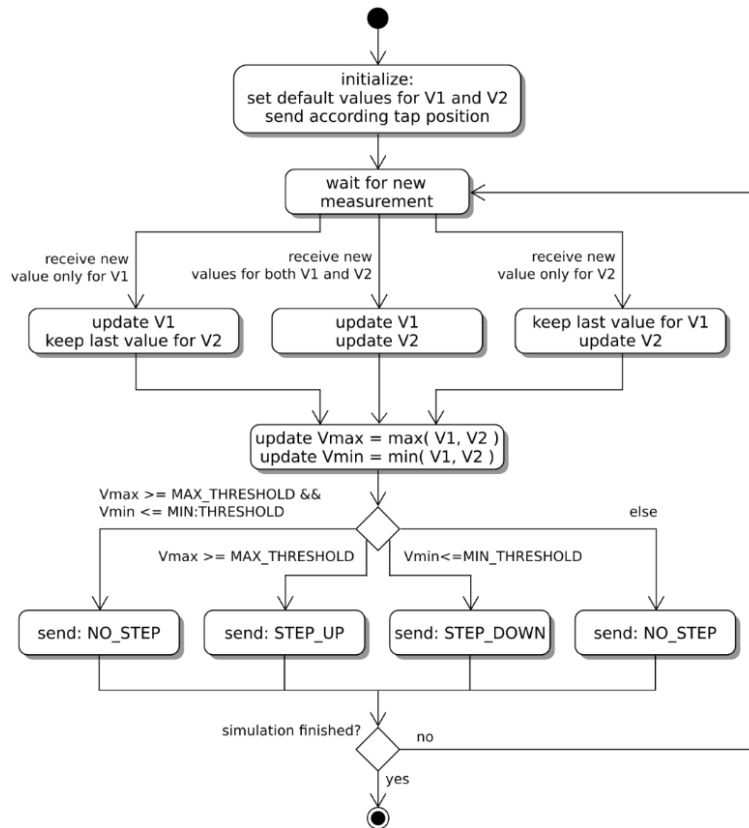 initialize:
set default values for V1 and V2
send according tap position
wait for new
measurement
receive new
value only for V1
receive new
values for both V1 and V2
receive new
value only for V2
update V1
keep last value for V2
update V1
update V2
keep last value for V1
update V2
update Vmax = max( V1, V2 )
update Vmin = min( V1, V2 )
Vmax >= MAX_THRESHOLD &&
Vmin <= MIN:THRESHOLD
else
Vmax >= MAX_THRESHOLD
Vmin<=MIN_THRESHOLD
send: NO_STEP
send: STEP_UP
send: STEP_DOWN
send: NO_STEP
simulation finished?
no
yes